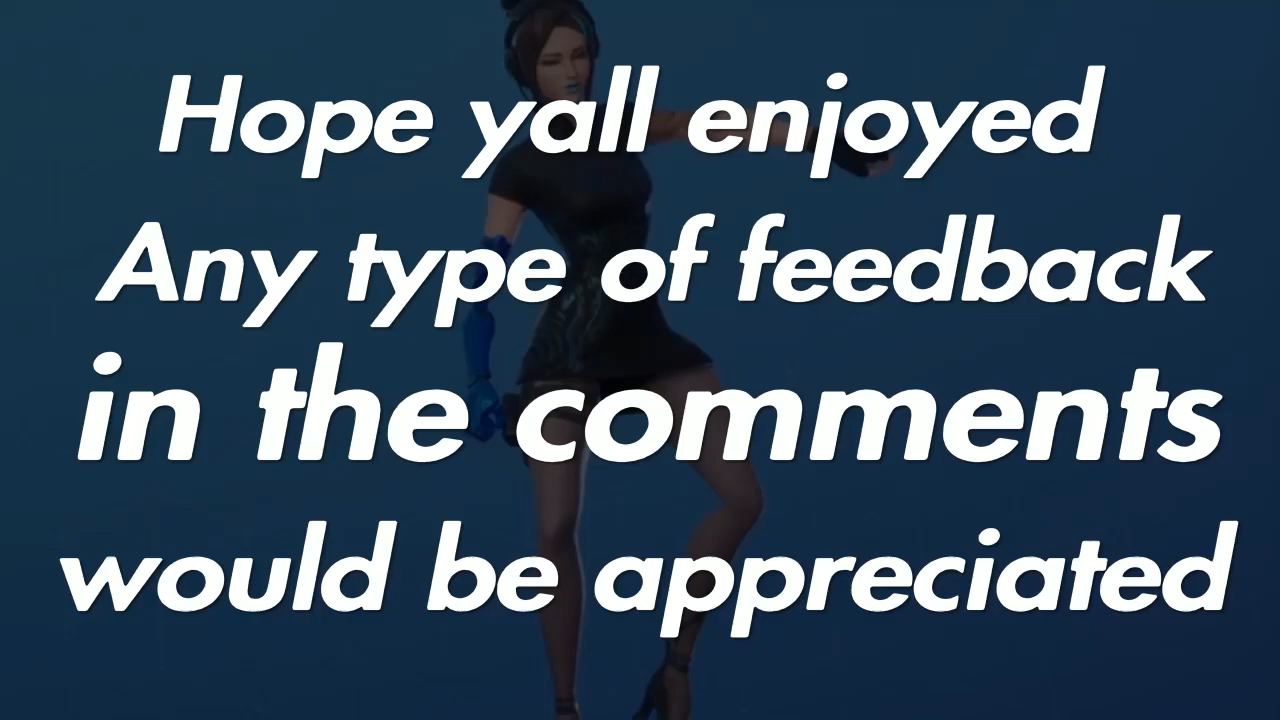 Hope yall enjoyed
Any type of feedback
in the comments
would be appreciated